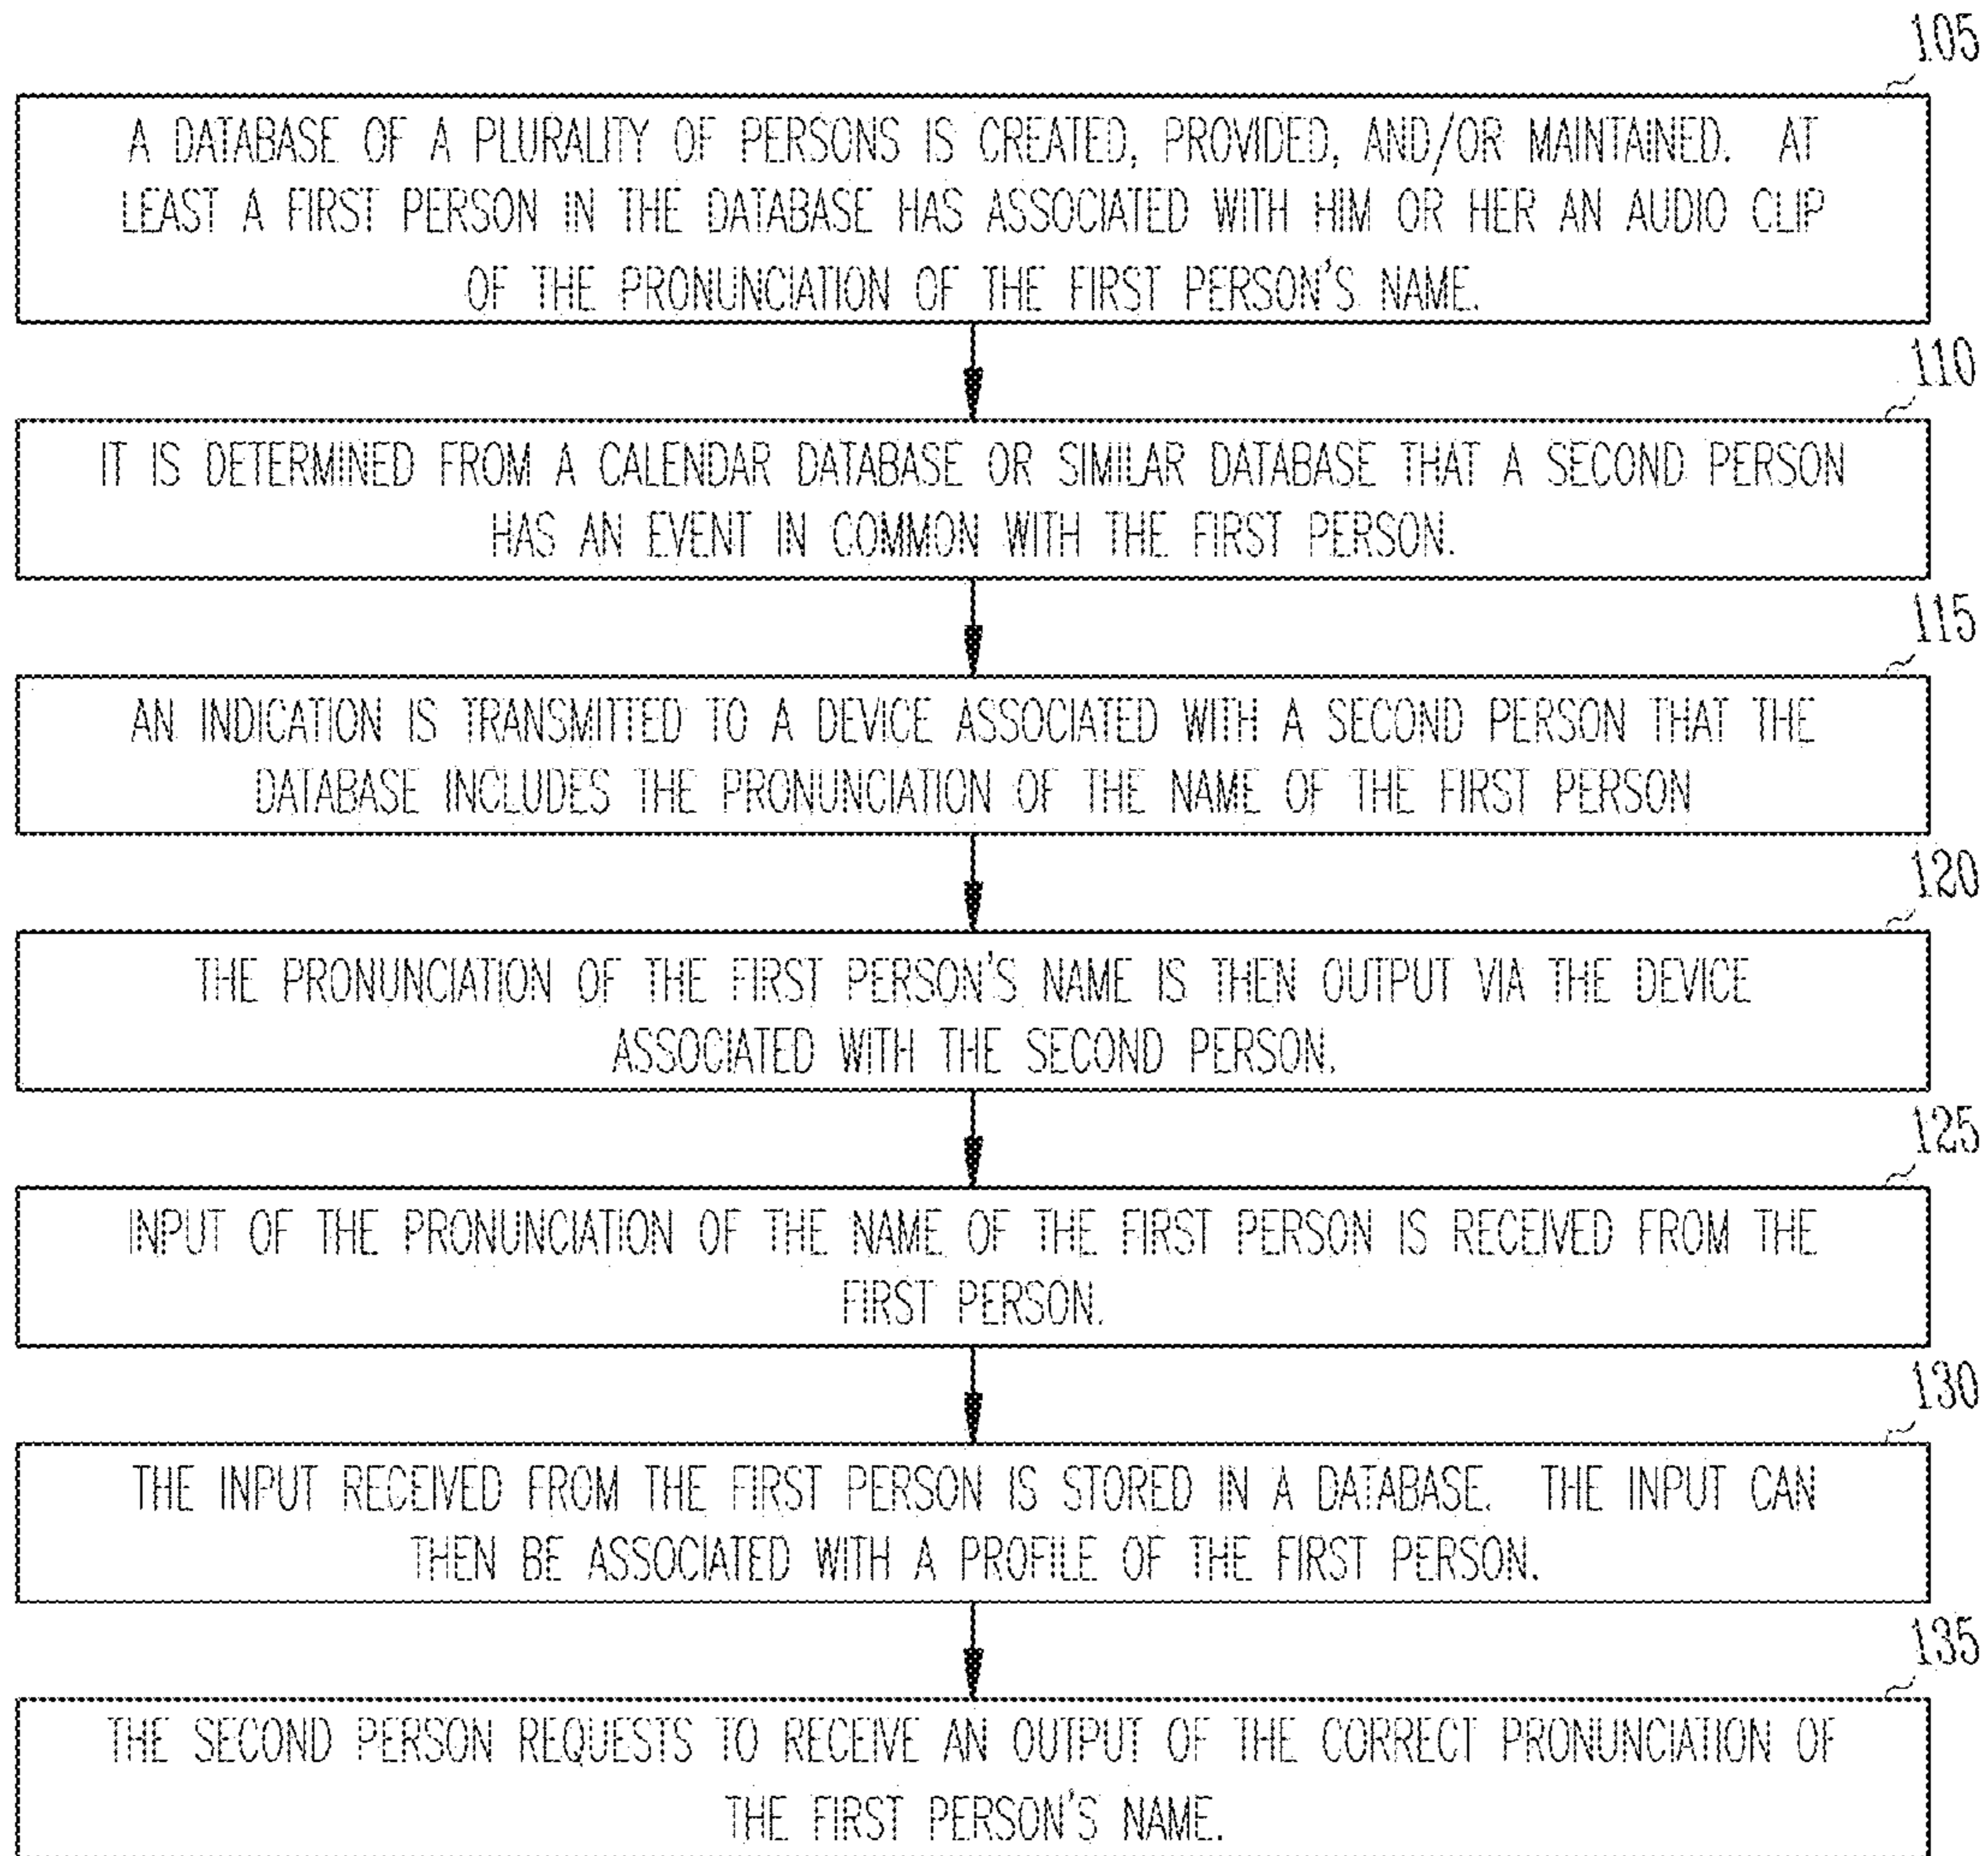 105
A DATABASE OF A PLURALITY OF PERSONS IS CREATED, PROVIDED, AND/OR MAINTAINED. AT
LEAST A FIRST PERSON IN THE DATABASE HAS ASSOCIATED WITH HIM OR HER AN AUDIO CLIP
OF THE PRONUNCIATION OF THE FIRST PERSON'S NAME.
110
IT IS DETERMINED FROM A CALENDAR DATABASE OR SIMILAR DATABASE THAT A SECOND PERSON
HAS AN EVENT IN COMMON WITH THE FIRST PERSON.
115
AN INDICATION IS TRANSMITTED TO A DEVICE ASSOCIATED WITH A SECOND PERSON THAT THE
DATABASE INCLUDES THE PRONUNCIATION OF THE NAME OF THE FIRST PERSON
120
THE PRONUNCIATION OF THE FIRST PERSON'S NAME IS THEN OUTPUT VIA THE DEVICE
ASSOCIATED WITH THE SECOND PERSON.
125
INPUT OF THE PRONUNCIATION OF THE NAME OF THE FIRST PERSON IS RECEIVED FROM THE
FIRST PERSON.
130
THE INPUT RECEIVED FROM THE FIRST PERSON IS STORED IN A DATABASE. THE INPUT CAN
THEN BE ASSOCIATED WITH A PROFILE OF THE FIRST PERSON.
135
THE SECOND PERSON REQUESTS TO RECEIVE AN OUTPUT OF THE CORRECT PRONUNCIATION OF
THE FIRST PERSON'S NAME.